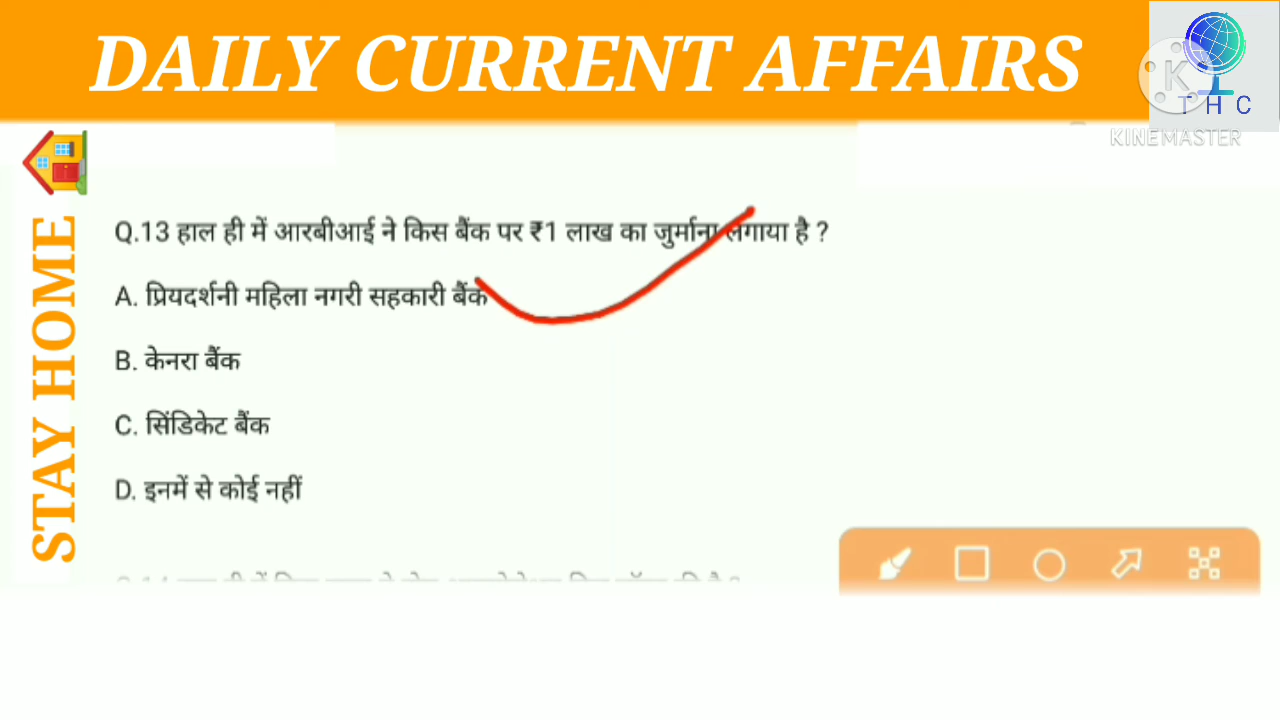 DAILY CURRENT AFFAIRS
K
T H C
KINEMASTER
STAY HOME
Q.13 हाल ही में आरबीआई ने किस बैंक पर ₹1 लाख का जुर्माना लगाया है ?
A. प्रियदर्शनी महिला नगरी सहकारी बैंक
B. केनरा बैंक
C. सिंडिकेट बैंक
D. इनमें से कोई नहीं